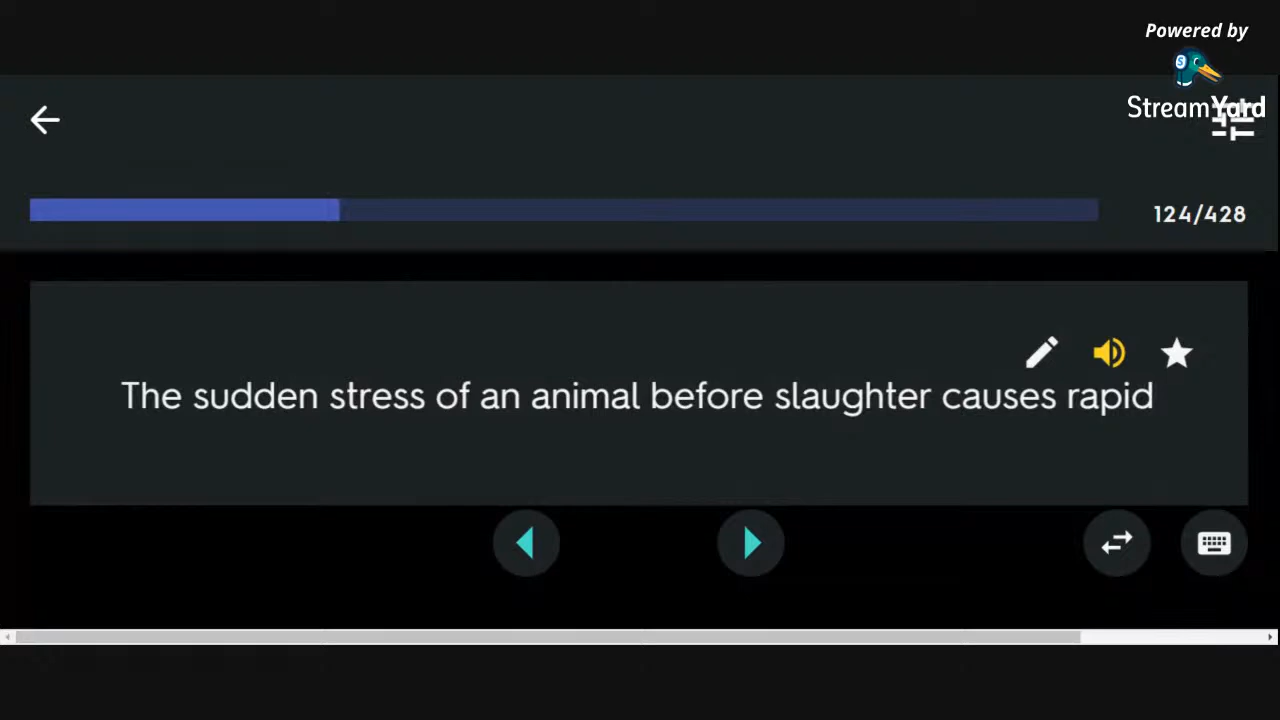 Powered by
StreamYard
124/428
The sudden stress of an animal before slaughter causes rapid